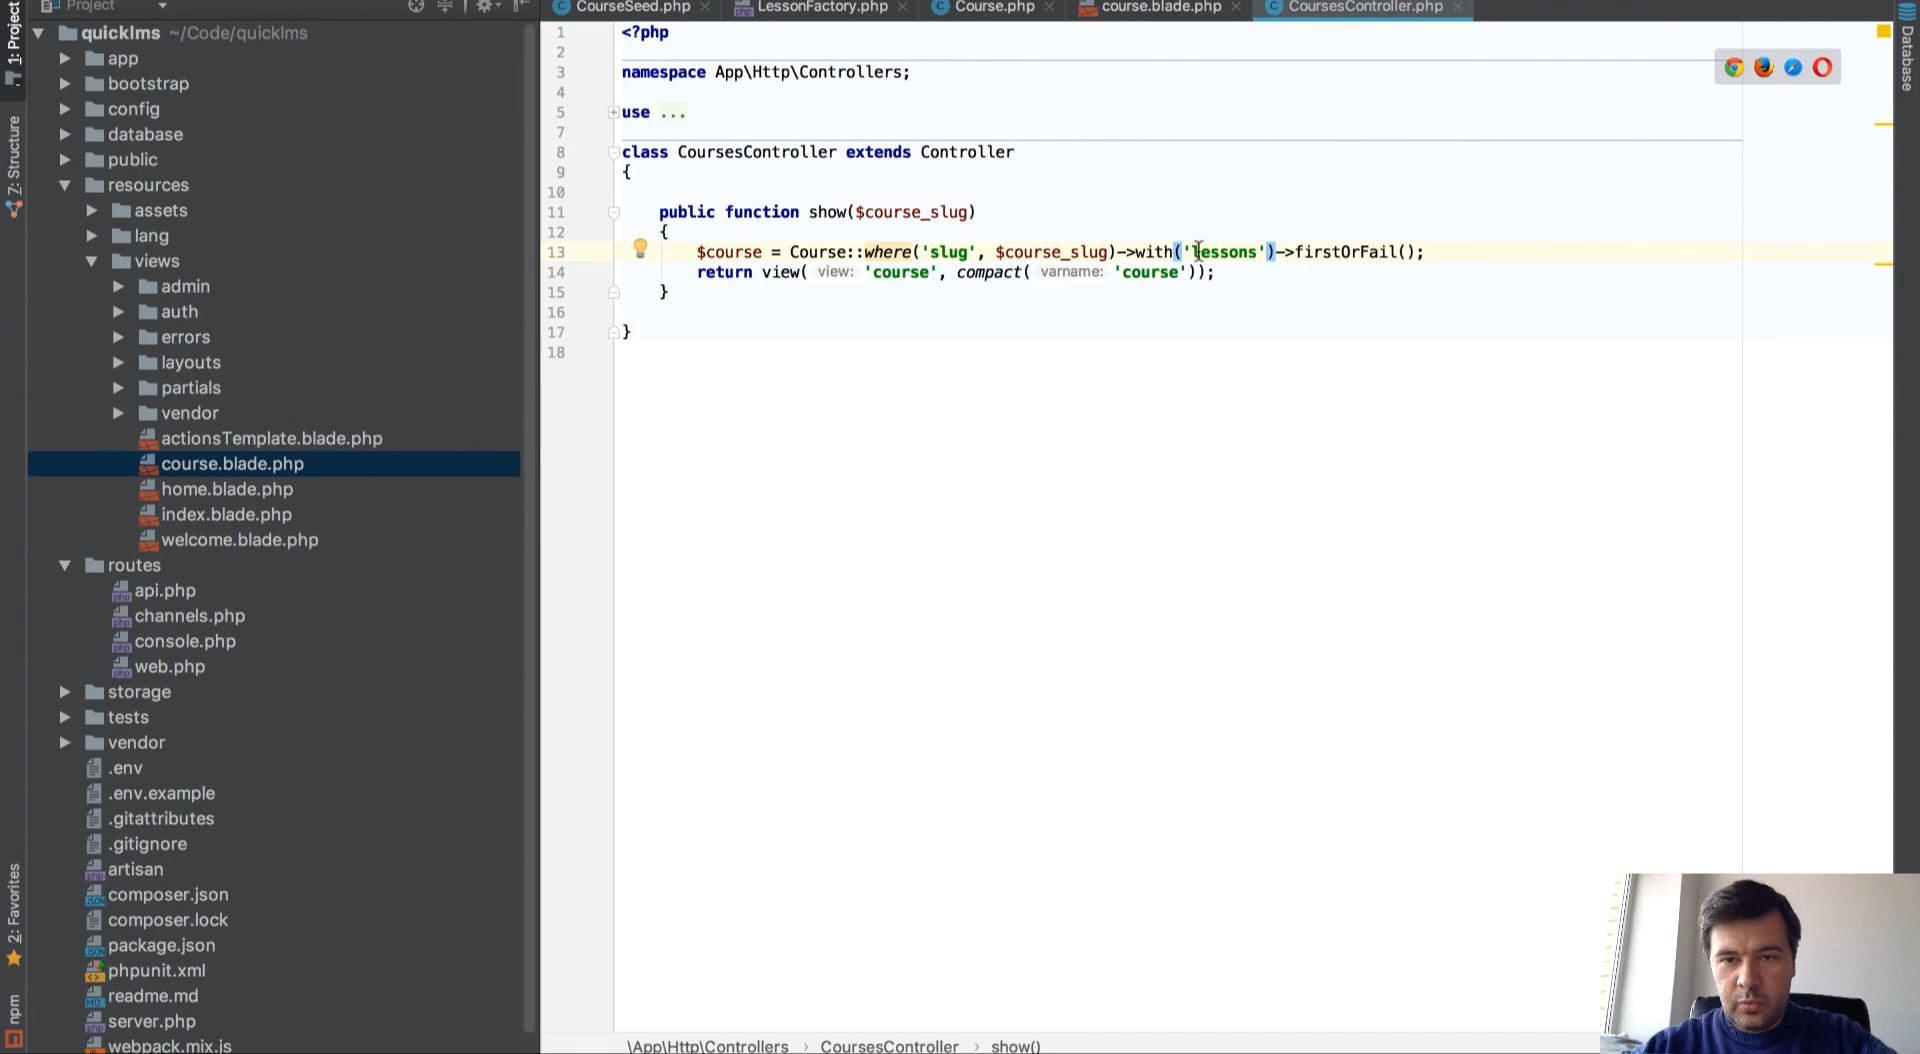 Project
CourseSeed.php
LessonFactory.php
Course.php
course.blade.php
CoursesController.php
1: Project
7: Structure
2: Favorites
npm
Database
quicklms ~/Code/quicklms
app
bootstrap
config
database
public
resources
assets
lang
views
admin
auth
errors
layouts
partials
vendor
actionsTemplate.blade.php
course.blade.php
home.blade.php
index.blade.php
welcome.blade.php
routes
api.php
channels.php
console.php
web.php
storage
tests
vendor
.env
.env.example
.gitattributes
.gitignore
artisan
composer.json
composer.lock
package.json
phpunit.xml
readme.md
server.php
webpack.mix.js
1 <?php
2
3 namespace App\Http\Controllers;
4
5 use ...
7
8 class CoursesController extends Controller
9 {
10
11 public function show($course_slug)
12 {
13 $course = Course::where('slug', $course_slug)->with('lessons')->firstOrFail();
14 return view( view: 'course', compact( varname: 'course'));
15 }
16
17 }
18
\App\Http\Controllers › CoursesController › show()